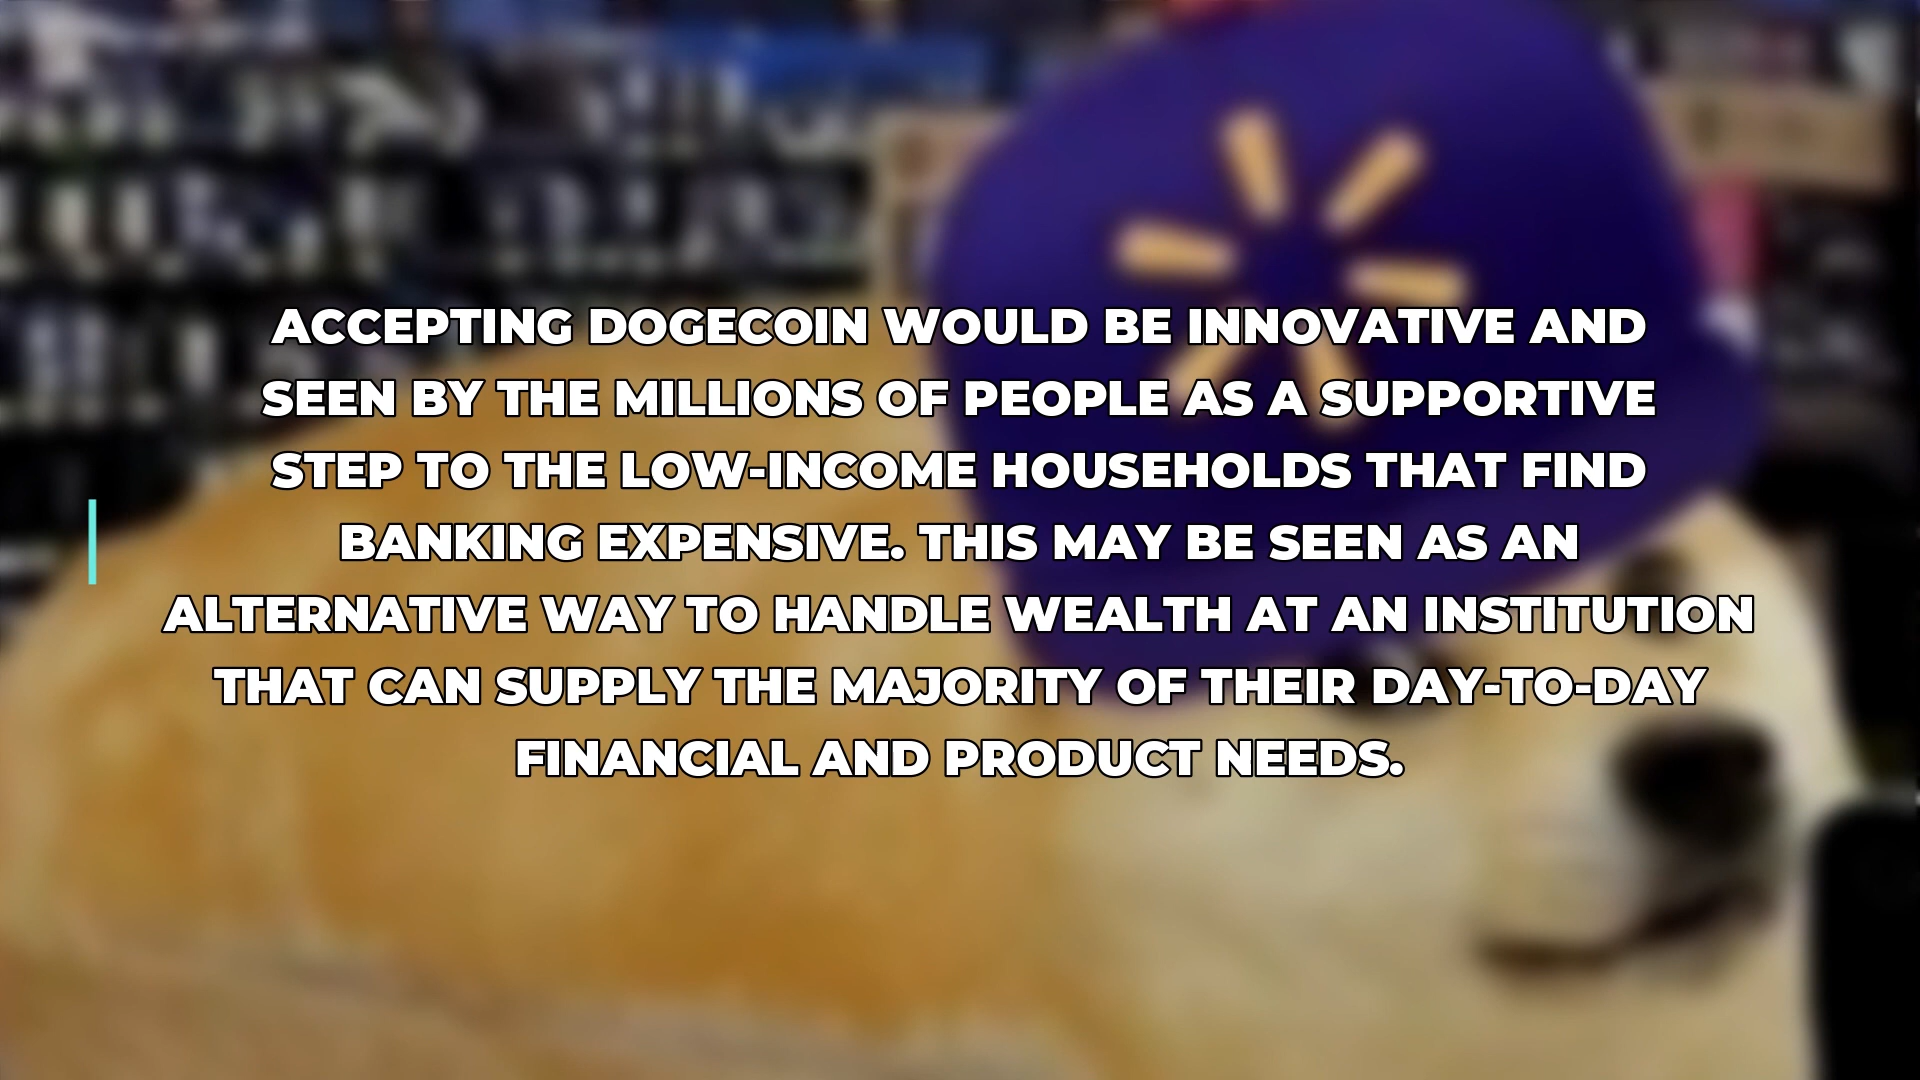 ACCEPTING DOGECOIN WOULD BE INNOVATIVE AND
SEEN BY THE MILLIONS OF PEOPLE AS A SUPPORTIVE
STEP TO THE LOW-INCOME HOUSEHOLDS THAT FIND
BANKING EXPENSIVE. THIS MAY BE SEEN AS AN
ALTERNATIVE WAY TO HANDLE WEALTH AT AN INSTITUTION
THAT CAN SUPPLY THE MAJORITY OF THEIR DAY-TO-DAY
FINANCIAL AND PRODUCT NEEDS.